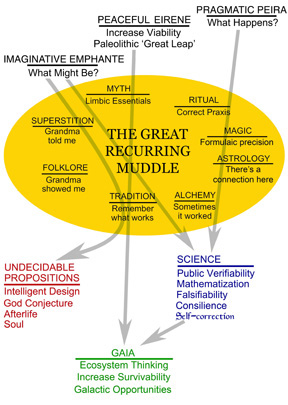 PEACEFUL EIRENE
Increase Viability
Paleolithic 'Great Leap'
PRAGMATIC PEIRA
What Happens?
IMAGINATIVE EMPHANTE
What Might Be?
MYTH
Limbic Essentials
RITUAL
Correct Praxis
SUPERSTITION
Grandma
told me
THE GREAT
RECURRING
MUDDLE
MAGIC
Formulaic precision
FOLKLORE
Grandma
showed me
ASTROLOGY
There's a
connection here
TRADITION
Remember
what works
ALCHEMY
Sometimes
it worked
UNDECIDABLE
PROPOSITIONS
Intelligent Design
God Conjecture
Afterlife
Soul
SCIENCE
Public Verifiability
Mathematization
Falsifiability
Consilience
Self-correction
GAIA
Ecosystem Thinking
Increase Survivability
Galactic Opportunities